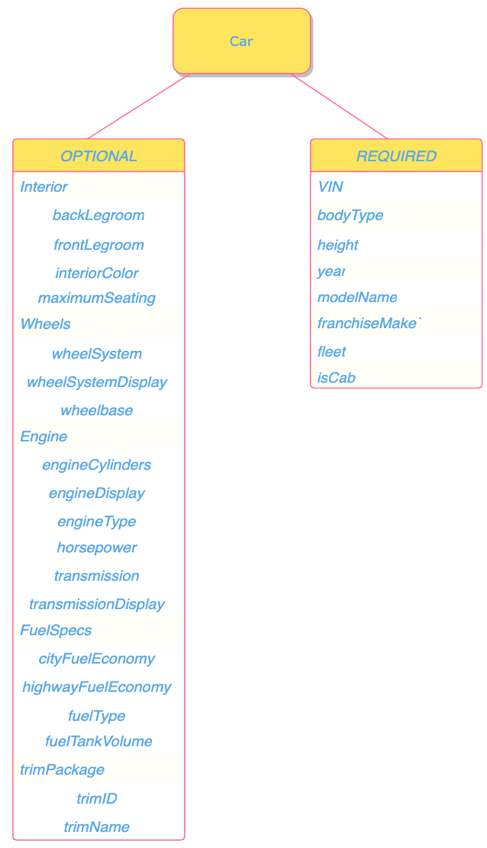 Car
OPTIONAL
Interior
backLegroom
frontLegroom
interiorColor
maximumSeating
Wheels
wheelSystem
wheelSystemDisplay
wheelbase
Engine
engineCylinders
engineDisplay
engineType
horsepower
transmission
transmissionDisplay
FuelSpecs
cityFuelEconomy
highwayFuelEconomy
fuelType
fuelTankVolume
trimPackage
trimID
trimName
REQUIRED
VIN
bodyType
height
year
modelName
franchiseMake`
fleet
isCab